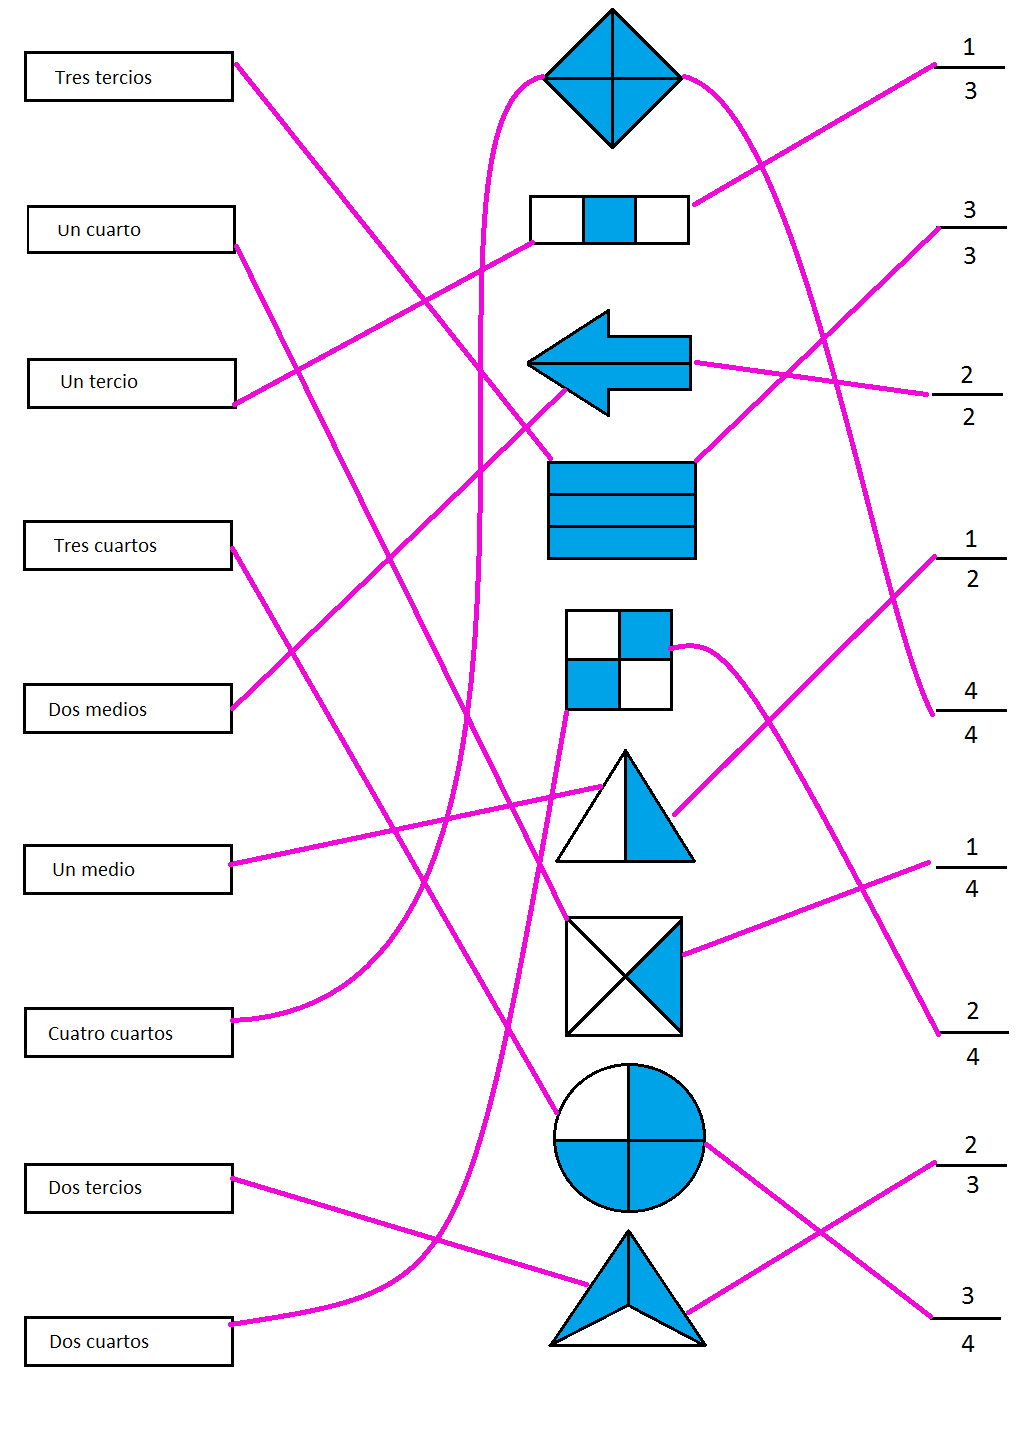 Tres tercios
Un cuarto
Un tercio
Tres cuartos
Dos medios
Un medio
Cuatro cuartos
Dos tercios
Dos cuartos
1
3
3
3
2
2
1
2
4
4
1
4
2
4
2
3
3
4